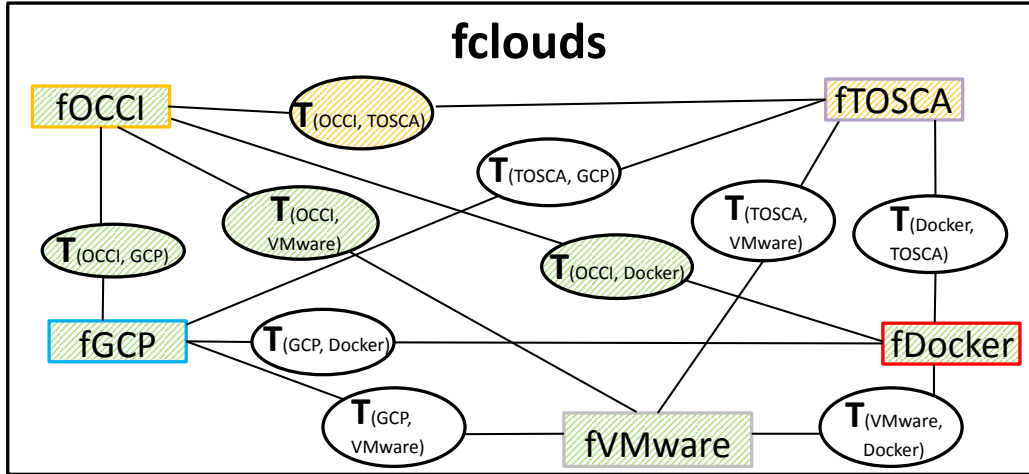 fclouds
fOCCI
T(OCCI, TOSCA)
fTOSCA
T(TOSCA, GCP)
T(OCCI,
VMware)
T(TOSCA,
VMware)
T(Docker,
TOSCA)
T(OCCI, GCP)
T(OCCI, Docker)
fGCP
T(GCP, Docker)
fDocker
T(GCP,
VMware)
fVMware
T(VMware,
Docker)